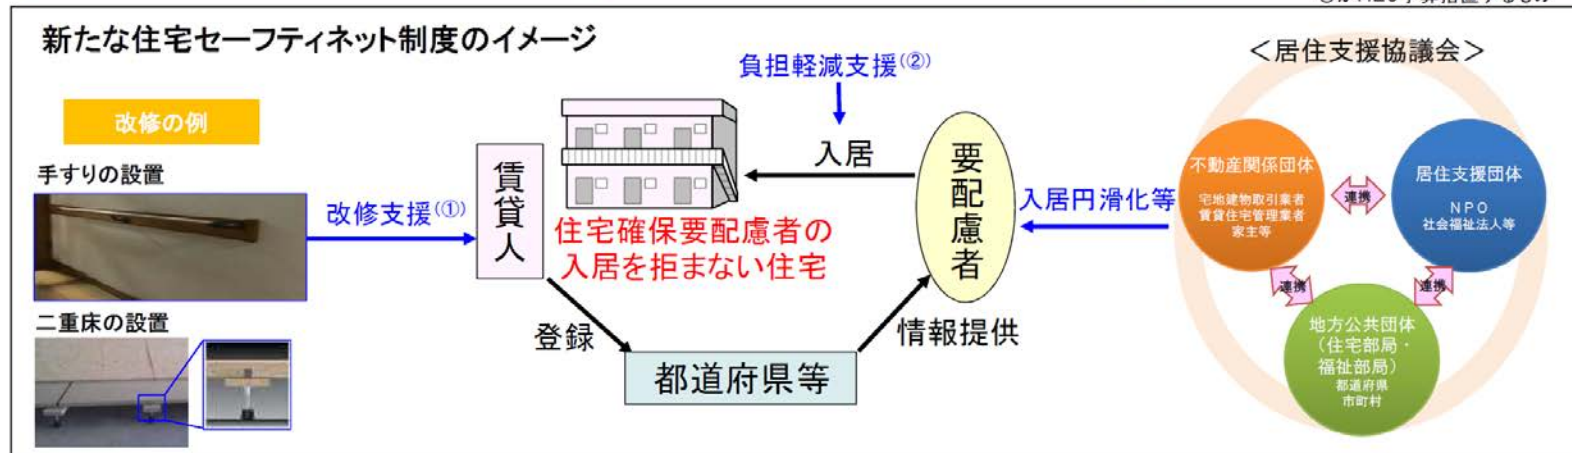 新たな住宅セーフティネット制度のイメージ
改修の例
手すりの設置
二重床の設置
改修支援(①)
賃貸人
住宅確保要配慮者の
入居を拒まない住宅
負担軽減支援(②)
入居
要配慮者
登録
都道府県等
情報提供
入居円滑化等
＜居住支援協議会＞
不動産関係団体
宅地建物取引業者
賃貸住宅管理業者
家主等
連携
居住支援団体
NPO
社会福祉法人等
連携
連携
地方公共団体
（住宅部局・
福祉部局）
都道府県
市町村